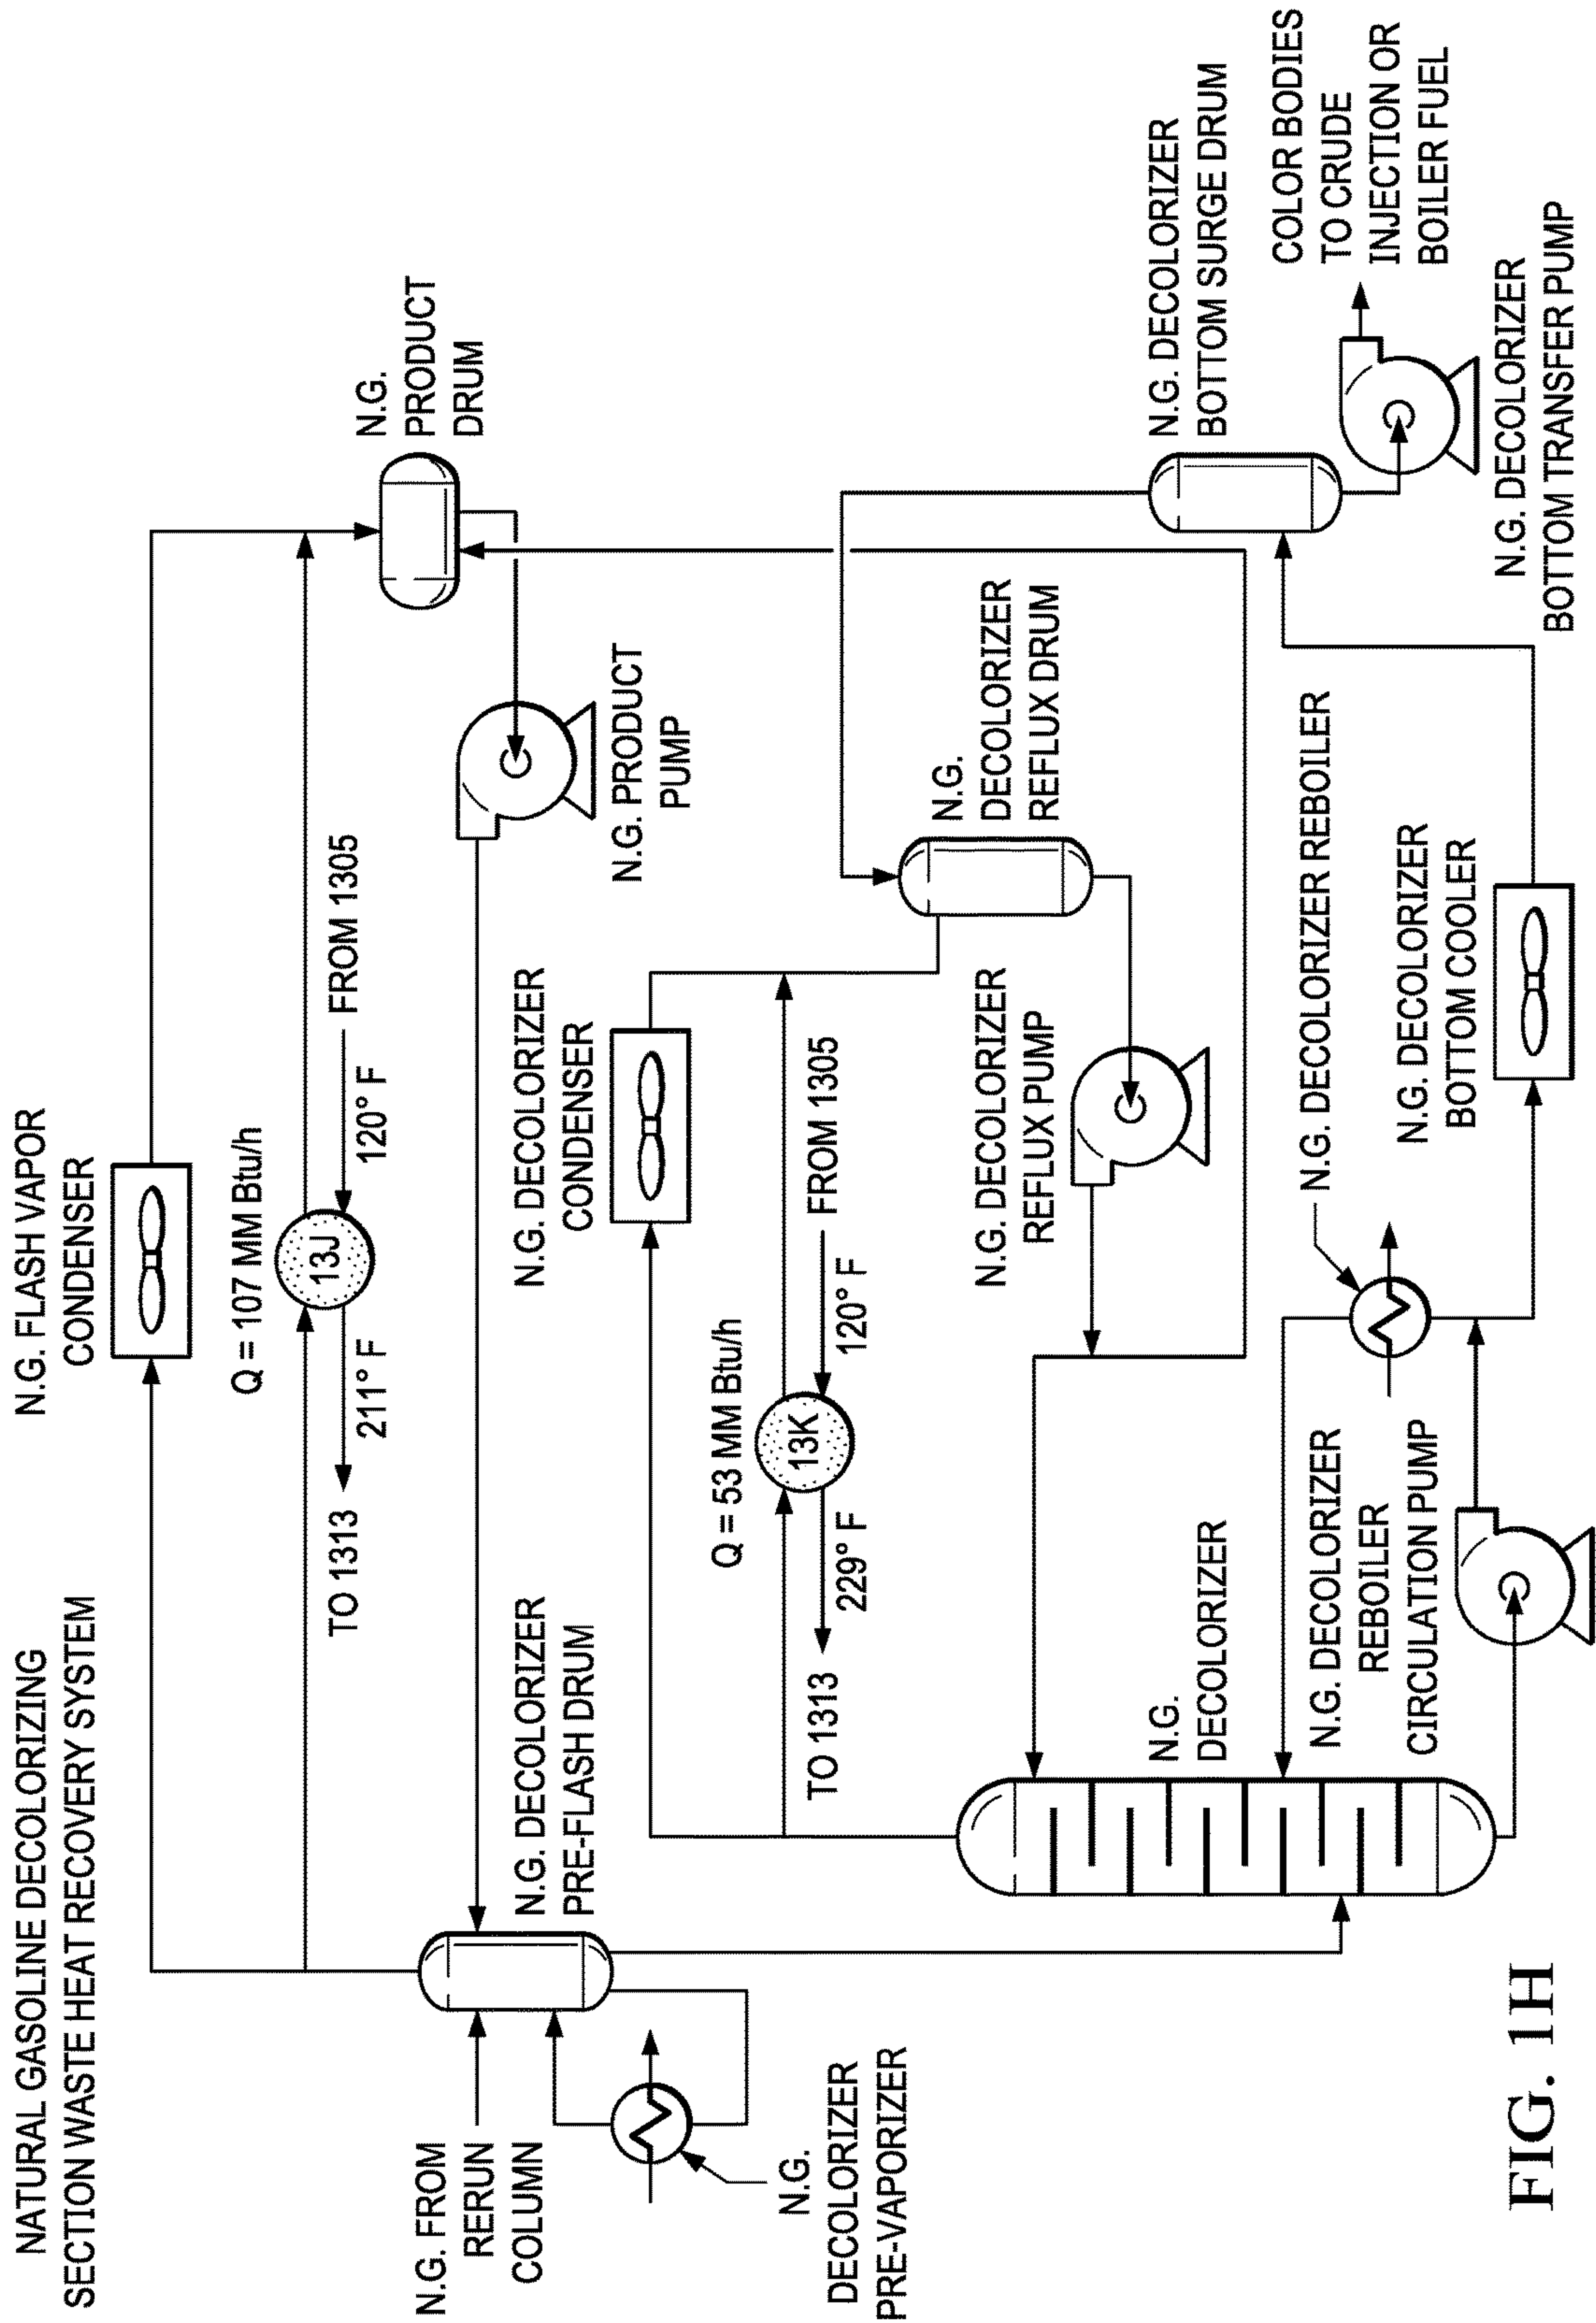 NATURAL GASOLINE DECOLORIZING
SECTION WASTE HEAT RECOVERY SYSTEM
N.G. FLASH VAPOR
CONDENSER
Q = 107 MM Btu/h
13J
TO 1313
211° F
120° F
FROM 1305
N.G.
PRODUCT
DRUM
N.G. FROM
RERUN
COLUMN
N.G. DECOLORIZER
PRE-FLASH DRUM
N.G. PRODUCT
PUMP
N.G. DECOLORIZER
CONDENSER
Q = 53 MM Btu/h
13K
TO 1313
229° F
120° F
FROM 1305
N.G.
DECOLORIZER
PRE-VAPORIZER
N.G.
DECOLORIZER
REFLUX DRUM
N.G. DECOLORIZER
REFLUX PUMP
N.G.
DECOLORIZER
N.G. DECOLORIZER
BOTTOM SURGE DRUM
COLOR BODIES
TO CRUDE
INJECTION OR
BOILER FUEL
N.G. DECOLORIZER REBOILER
N.G. DECOLORIZER
REBOILER
CIRCULATION PUMP
N.G. DECOLORIZER
BOTTOM COOLER
N.G. DECOLORIZER
BOTTOM TRANSFER PUMP
FIG. 1H